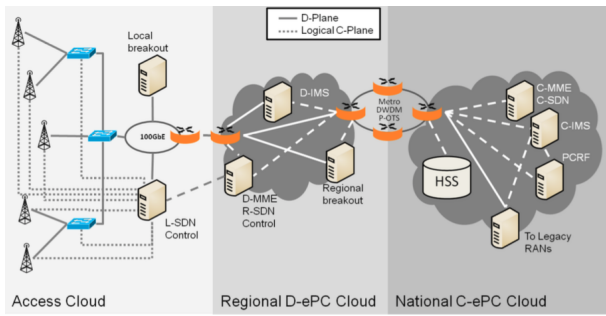 D-Plane
Logical C-Plane
Local
breakout
100GbE
L-SDN
Control
Access Cloud
D-IMS
D-MME
R-SDN
Control
Regional
breakout
Regional D-ePC Cloud
Metro
DWDM
P-OTS
C-MME
C-SDN
C-IMS
PCRF
HSS
To Legacy
RANs
National C-ePC Cloud